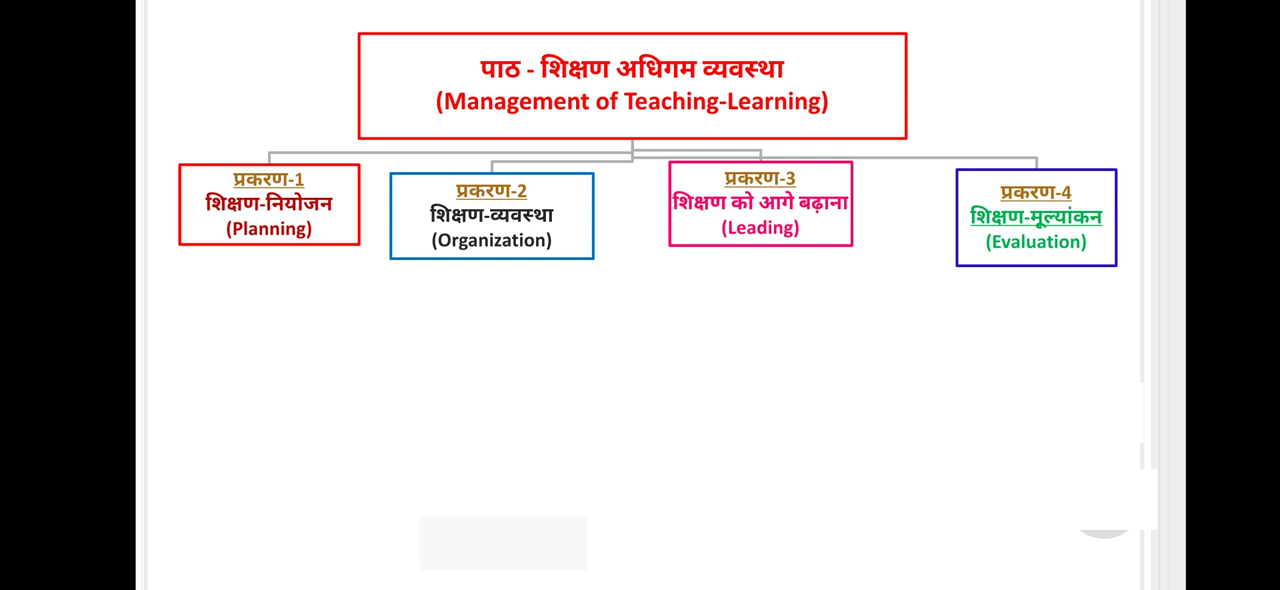 पाठ - शिक्षण अधिगम व्यवस्था
(Management of Teaching-Learning)
प्रकरण-1
शिक्षण-नियोजन
(Planning)
प्रकरण-2
शिक्षण-व्यवस्था
(Organization)
प्रकरण-3
शिक्षण को आगे बढ़ाना
(Leading)
प्रकरण-4
शिक्षण-मूल्यांकन
(Evaluation)